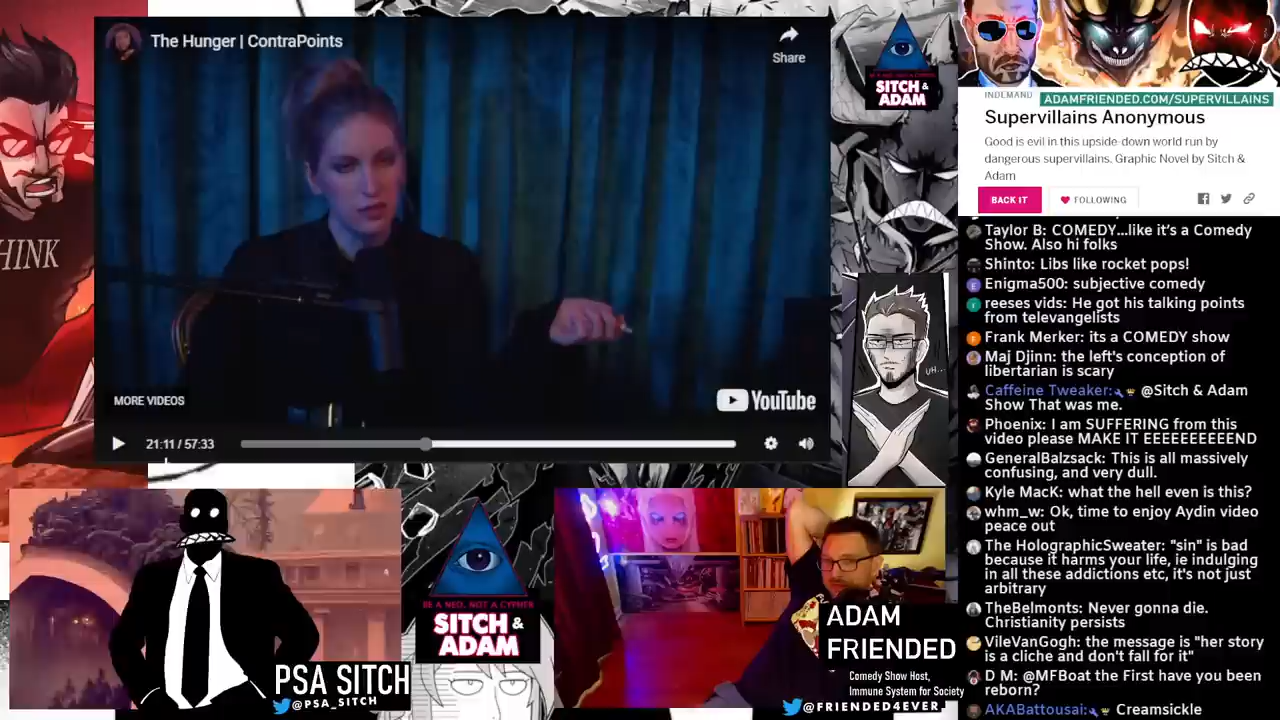 The Hunger | ContraPoints
Share
MORE VIDEOS
YouTube
21:11 / 57:33
HINK
BE A NEO, NOT A CYPHER
SITCH &
ADAM
UH...
INDEMAND
ADAMFRIENDED.COM/SUPERVILLAINS
Supervillains Anonymous
Good is evil in this upside-down world run by
dangerous supervillains. Graphic Novel by Sitch &
Adam
BACK IT
FOLLOWING
Taylor B: COMEDY...like it's a Comedy
Show. Also hi folks
Shinto: Libs like rocket pops!
Enigma500: subjective comedy
reeses vids: He got his talking points
from televangelists
Frank Merker: its a COMEDY show
Maj Djinn: the left's conception of
libertarian is scary
Caffeine Tweaker: @Sitch & Adam
Show That was me.
Phoenix: I am SUFFERING from this
video please MAKE IT EEEEEEEEEEND
GeneralBalzsack: This is all massively
confusing, and very dull.
Kyle MacK: what the hell even is this?
whm_w: Ok, time to enjoy Aydin video
peace out
The HolographicSweater: "sin" is bad
because it harms your life, ie indulging
in all these addictions etc, it's not just
arbitrary
TheBelmonts: Never gonna die.
Christianity persists
VileVanGogh: the message is "her story
is a cliche and don't fall for it"
D M: @MFBoat the First have you been
reborn?
AKABattousai: Creamsickle
PSA SITCH
@PSA_SITCH
BE A NEO, NOT A CYPHER
SITCH &
ADAM
ADAM
FRIENDED
Comedy Show Host,
Immune System for Society
@FRIENDED4EVER